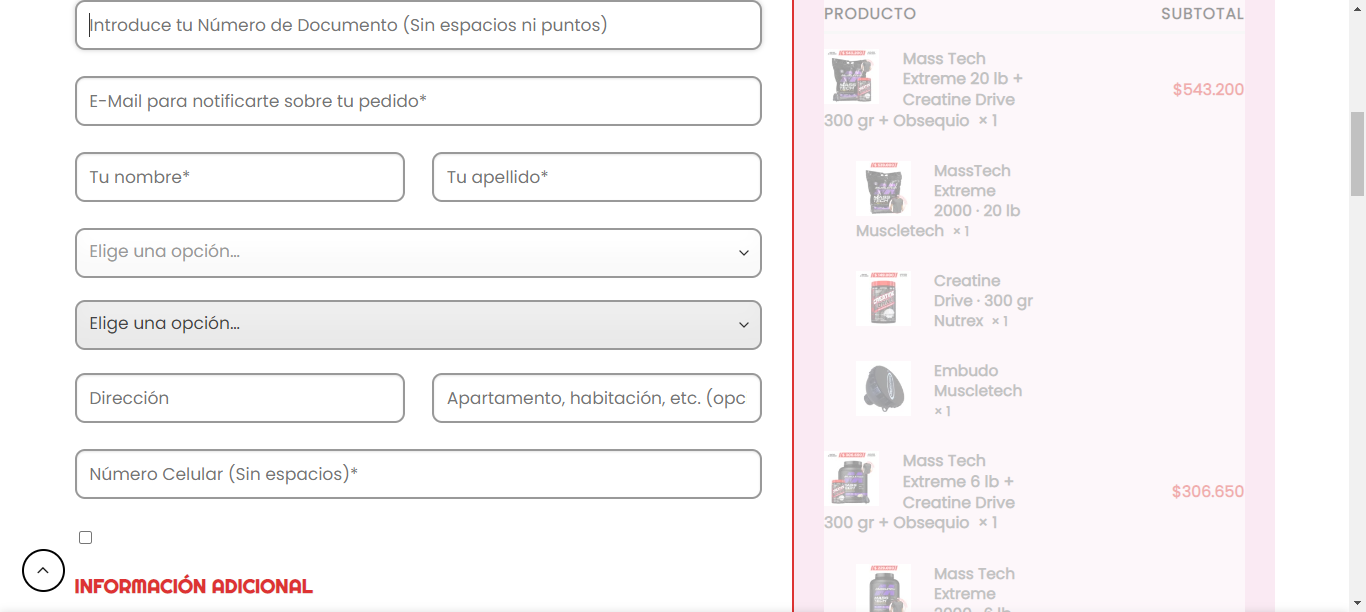 Introduce tu Número de Documento (Sin espacios ni puntos)
E-Mail para notificarte sobre tu pedido*
Tu nombre*
Tu apellido*
Elige una opción...
Elige una opción...
Dirección
Apartamento, habitación, etc. (opc
Número Celular (Sin espacios)*
INFORMACIÓN ADICIONAL
PRODUCTO
SUBTOTAL
Mass Tech
Extreme 20 lb +
Creatine Drive
300 gr + Obsequio × 1
$543.200
MassTech
Extreme
2000 · 20 lb
Muscletech × 1
Creatine
Drive · 300 gr
Nutrex × 1
Embudo
Muscletech
× 1
Mass Tech
Extreme 6 lb +
Creatine Drive
300 gr + Obsequio × 1
$306.650
Mass Tech
Extreme
2000 · 6 lb